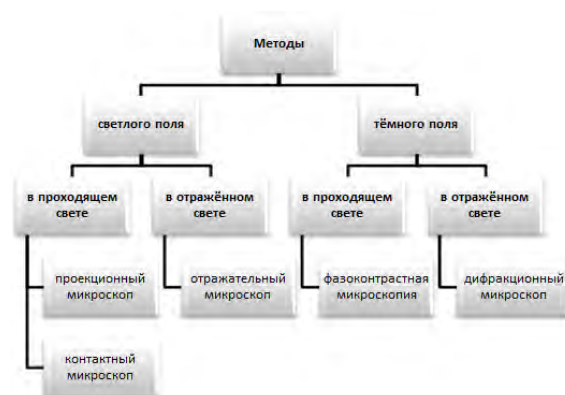 Методы
светлого поля
тёмного поля
в проходящем
свете
в отражённом
свете
в проходящем
свете
в отражённом
свете
проекционный
микроскоп
отражательный
микроскоп
фазоконтрастная
микроскопия
дифракционный
микроскоп
контактный
микроскоп